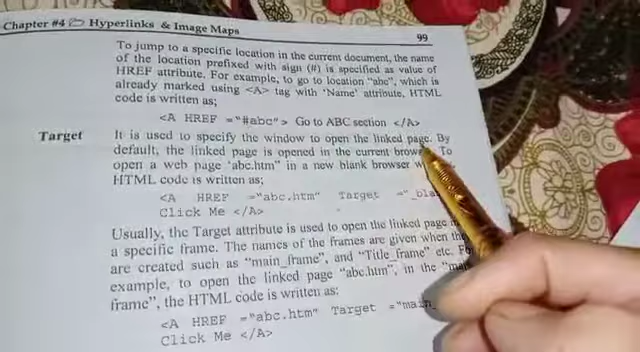 Chapter #4 Hyperlinks & Image Maps 99
To jump to a specific location in the current document, the name
of the location prefixed with sign (#) is specified as value of
HREF attribute. For example, to go to location "abc", which is
already marked using <A> tag with 'Name' attribute, HTML
code is written as;
<A HREF ="#abc"> Go to ABC section </A>
Target It is used to specify the window to open the linked page. By
default, the linked page is opened in the current To
open a web page 'abc.htm" in a new blank browser
HTML code is written as;
<A HREF ="abc.htm" Target ="_bla
Click Me </A>
Usually, the Target attribute is used to open the linked page
a specific frame. The names of the frames are given when
are created such as "main_frame", and "Title_frame" etc.
example, to open the linked page "abc.htm", in the
frame", the HTML code is written as:
<A HREF ="abc.htm" Target ="main_
Click Me </A>